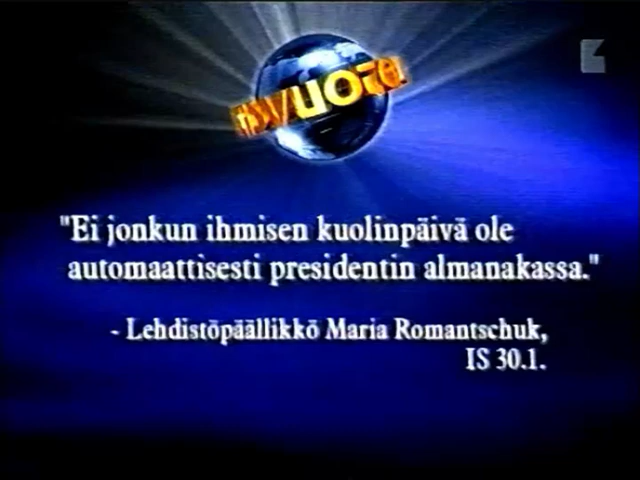 "Ei jonkun ihmisen kuolinpäivä ole
automaattisesti presidentin almanakassa."
- Lehdistöpäällikkö Maria Romantschuk,
IS 30.1.